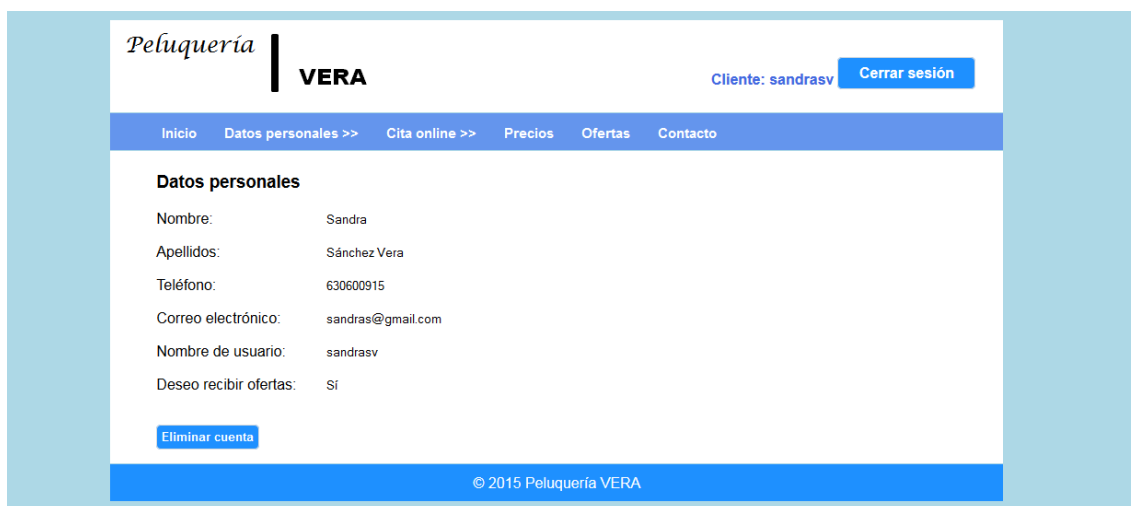 Peluquería
VERA
Cliente: sandrasv Cerrar sesión
Inicio Datos personales >> Cita online >> Precios Ofertas Contacto
Datos personales
Nombre: Sandra
Apellidos: Sánchez Vera
Teléfono: 630600915
Correo electrónico: sandras@gmail.com
Nombre de usuario: sandrasv
Deseo recibir ofertas: Sí
Eliminar cuenta
© 2015 Peluquería VERA